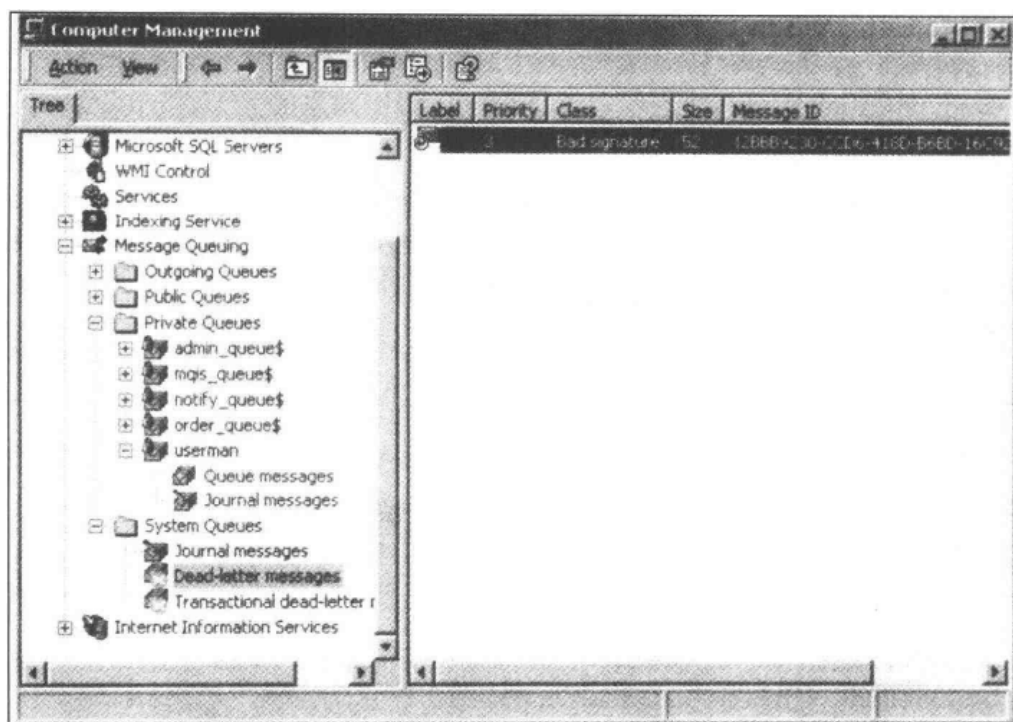 Computer Management
Action View
Tree
Label Priority Class Size Message ID
3 Bad signature 52
Microsoft SQL Servers
WMI Control
Services
Indexing Service
Message Queuing
Outgoing Queues
Public Queues
Private Queues
admin_queue$
mqis_queue$
notify_queue$
order_queue$
userman
Queue messages
Journal messages
System Queues
Journal messages
Dead-letter messages
Transactional dead-letter r
Internet Information Services